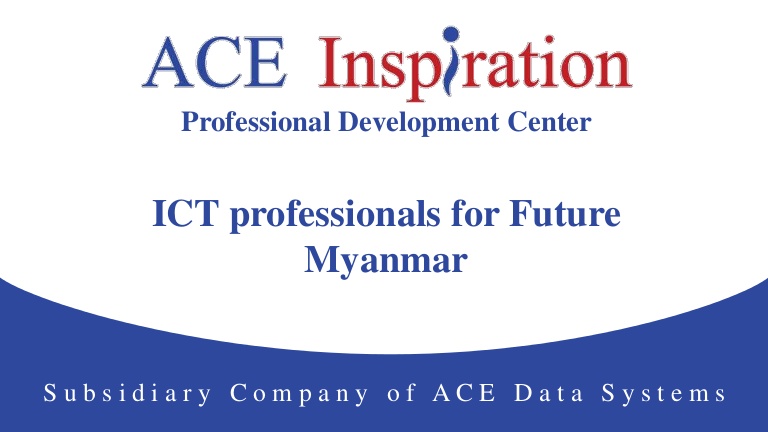 ACE Inspiration
Professional Development Center
ICT professionals for Future
Myanmar
Subsidiary Company of ACE Data Systems